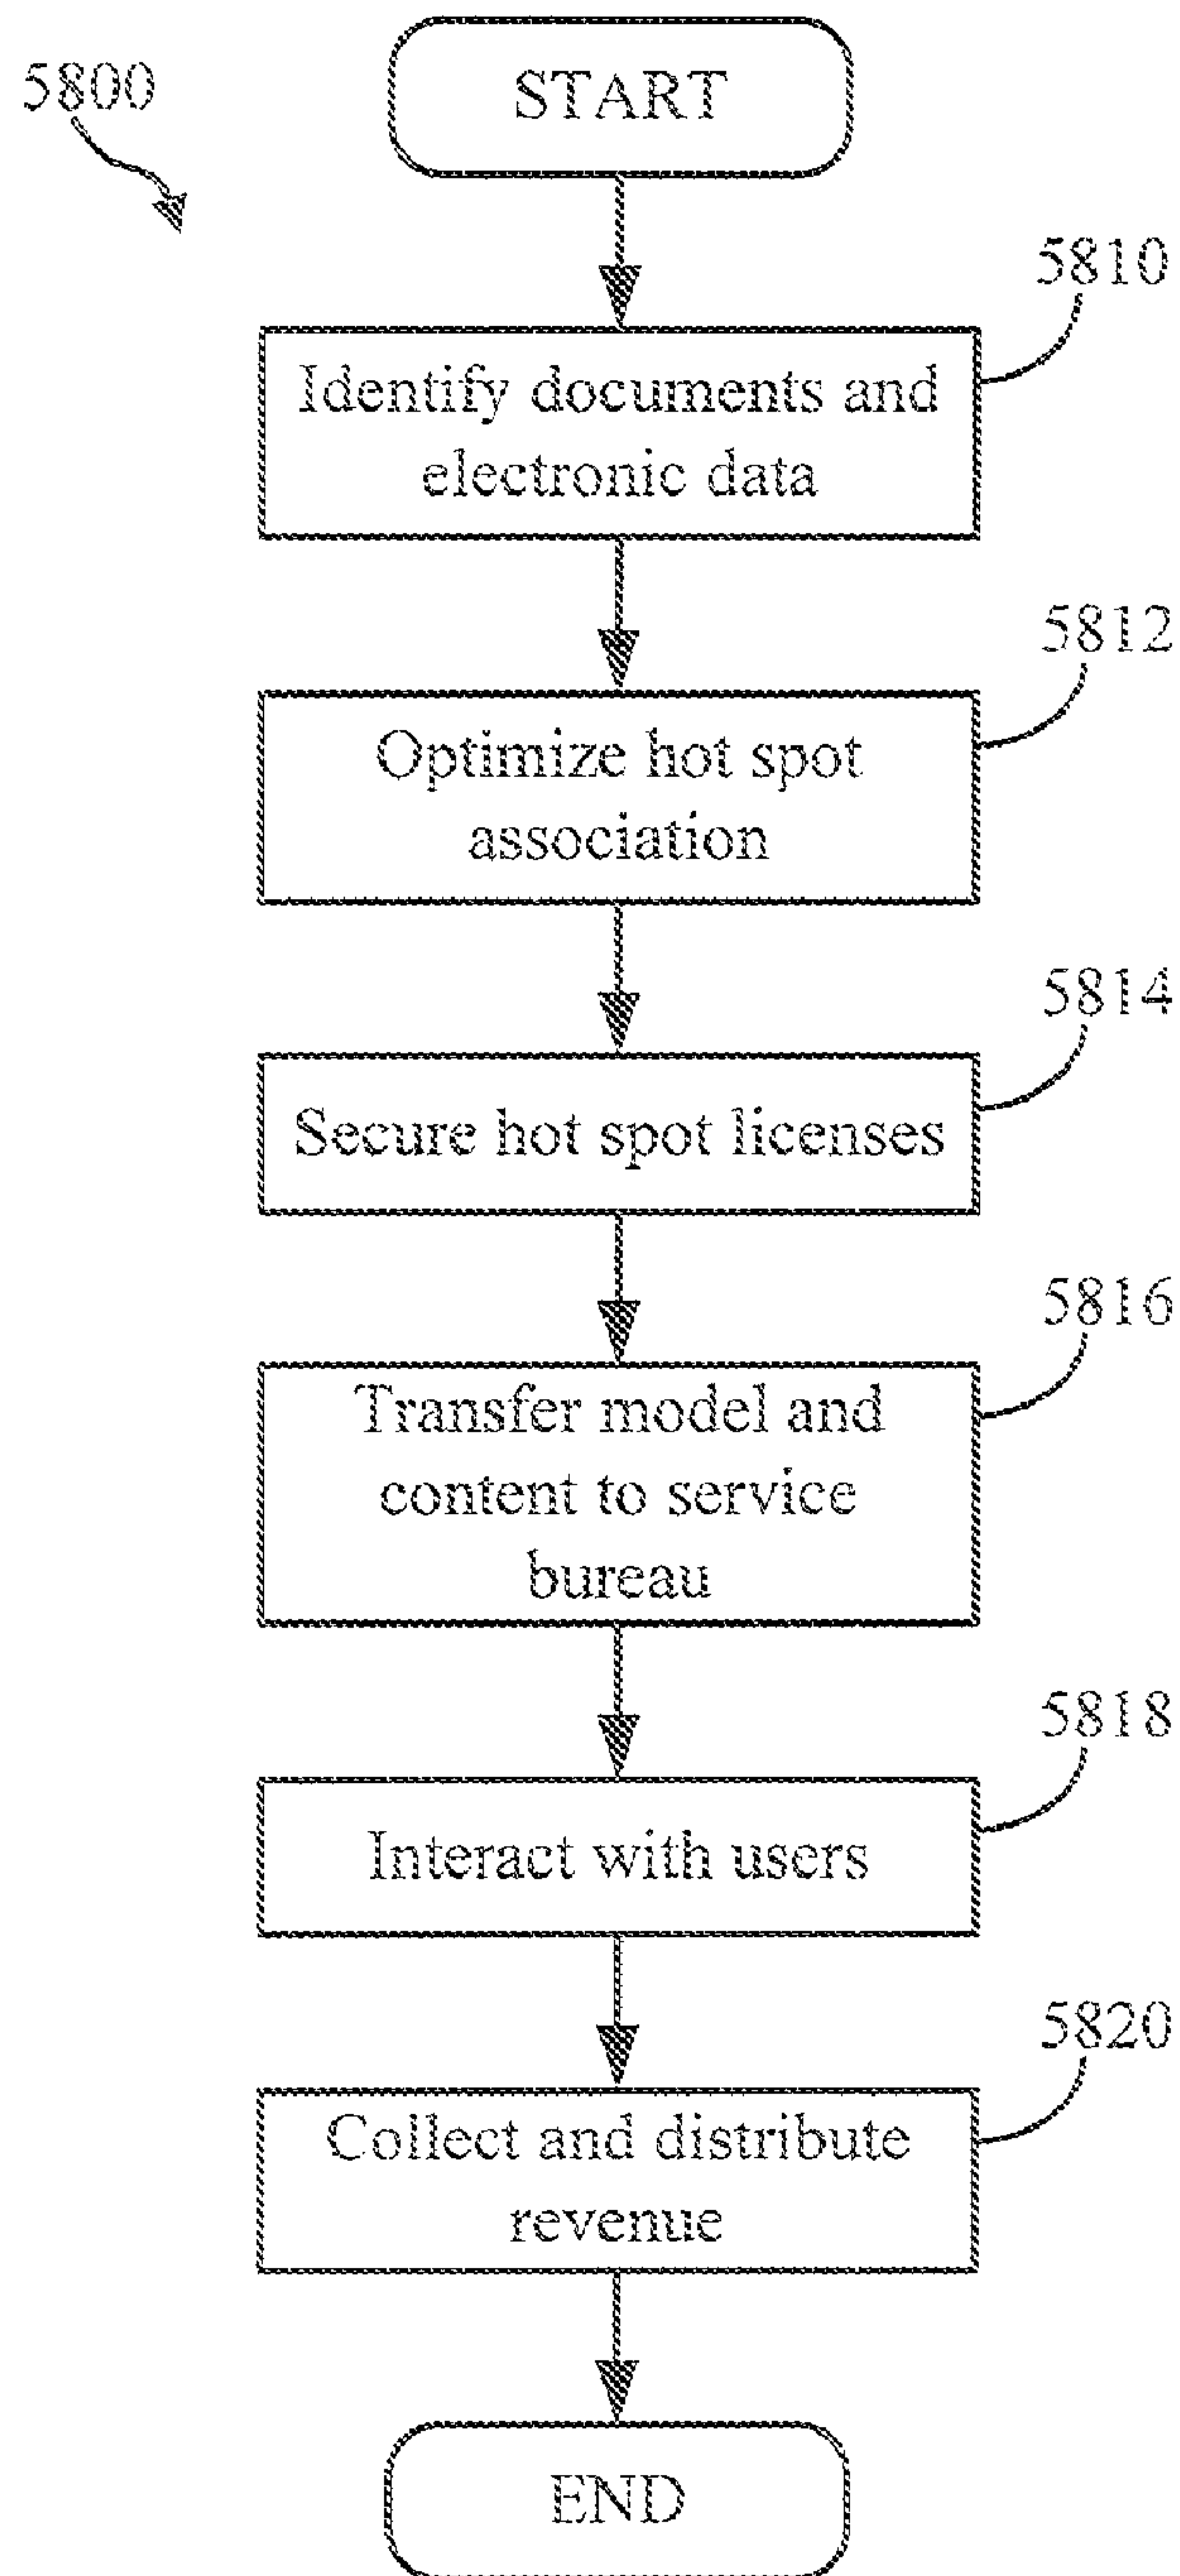 START
5800
5810
Identify documents and
electronic data
5812
Optimize hot spot
association
5814
Secure hot spot licenses
5816
Transfer model and
content to service
bureau
5818
Interact with users
5820
Collect and distribute
revenue
END